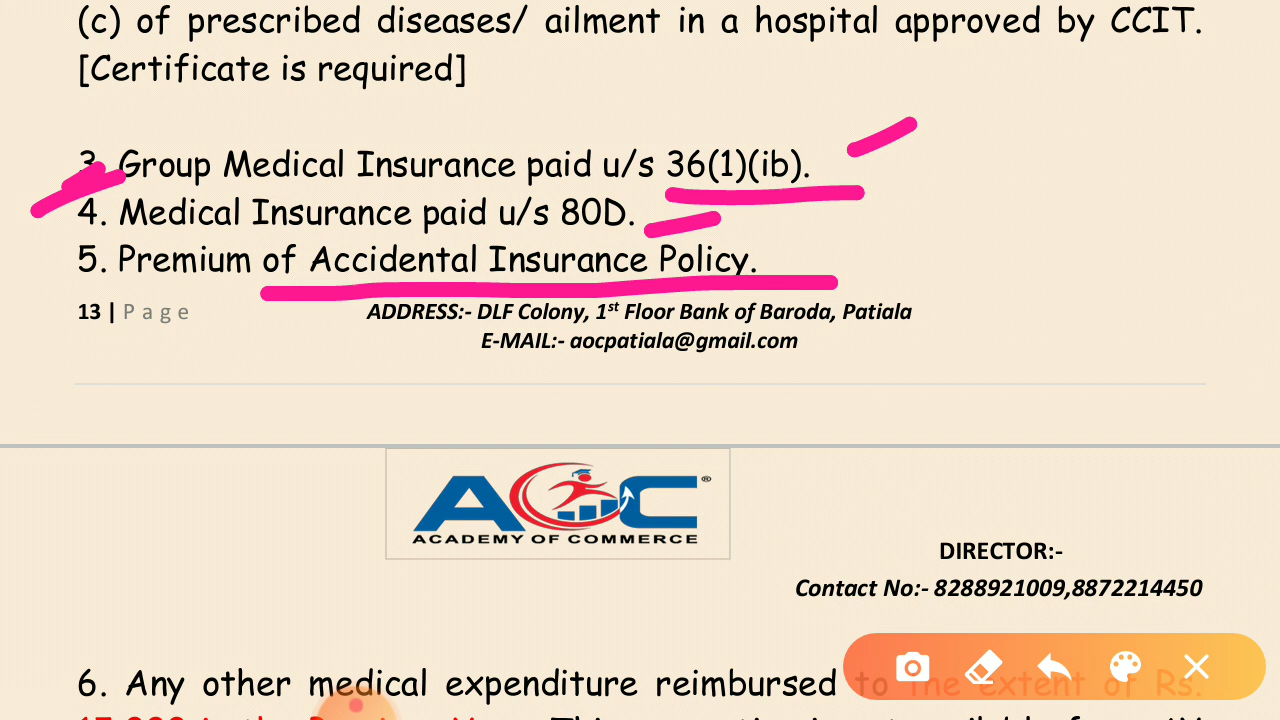 (c) of prescribed diseases/ ailment in a hospital approved by CCIT.
[Certificate is required]
3. Group Medical Insurance paid u/s 36(1)(ib).
4. Medical Insurance paid u/s 80D.
5. Premium of Accidental Insurance Policy.
13 | Page
ADDRESS:- DLF Colony, 1st Floor Bank of Baroda, Patiala
E-MAIL:- aocpatiala@gmail.com
AOC ®
ACADEMY OF COMMERCE
DIRECTOR:-
Contact No:- 8288921009,8872214450
6. Any other medical expenditure reimbursed to the extent of Rs.